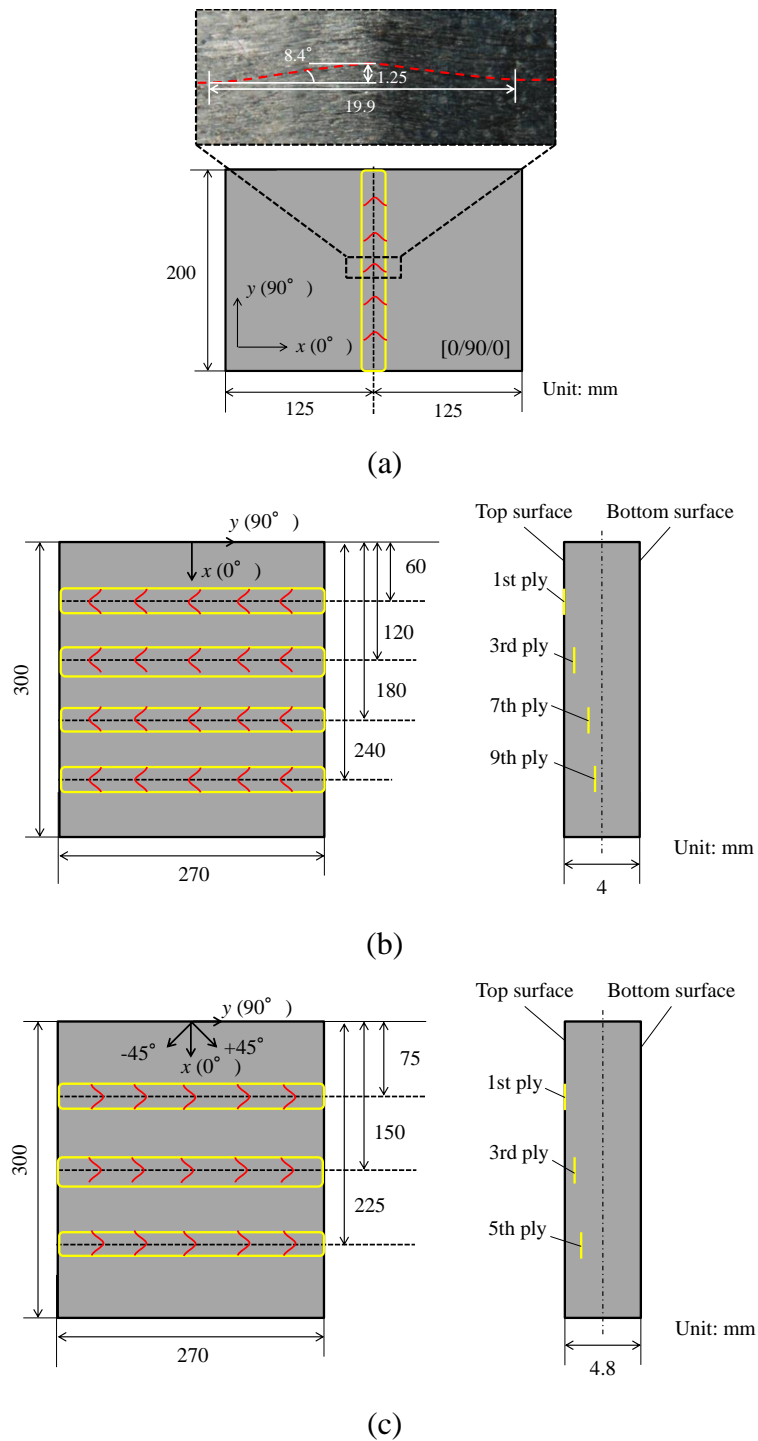 8.4°
1.25
19.9
200
y (90°)
x (0°)
[0/90/0]
125
125
Unit: mm
(a)
y (90°)
x (0°)
60
120
180
240
300
270
Top surface
Bottom surface
1st ply
3rd ply
7th ply
9th ply
Unit: mm
4
(b)
y (90°)
-45°
+45°
x (0°)
75
150
225
300
270
Top surface
Bottom surface
1st ply
3rd ply
5th ply
Unit: mm
4.8
(c)